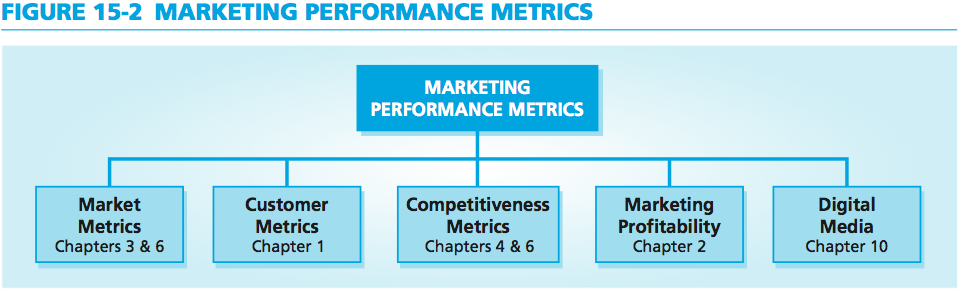 FIGURE 15-2 MARKETING PERFORMANCE METRICS
MARKETING
PERFORMANCE METRICS
Market
Metrics
Chapters 3 & 6
Customer
Metrics
Chapter 1
Competitiveness
Metrics
Chapters 4 & 6
Marketing
Profitability
Chapter 2
Digital
Media
Chapter 10